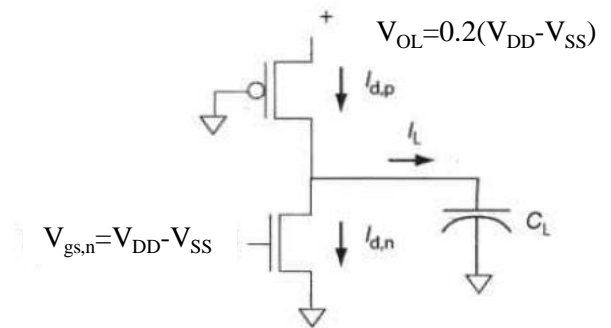 +
V_OL=0.2(V_DD-V_SS)
I_d,p
I_L
V_gs,n=V_DD-V_SS
I_d,n
C_L